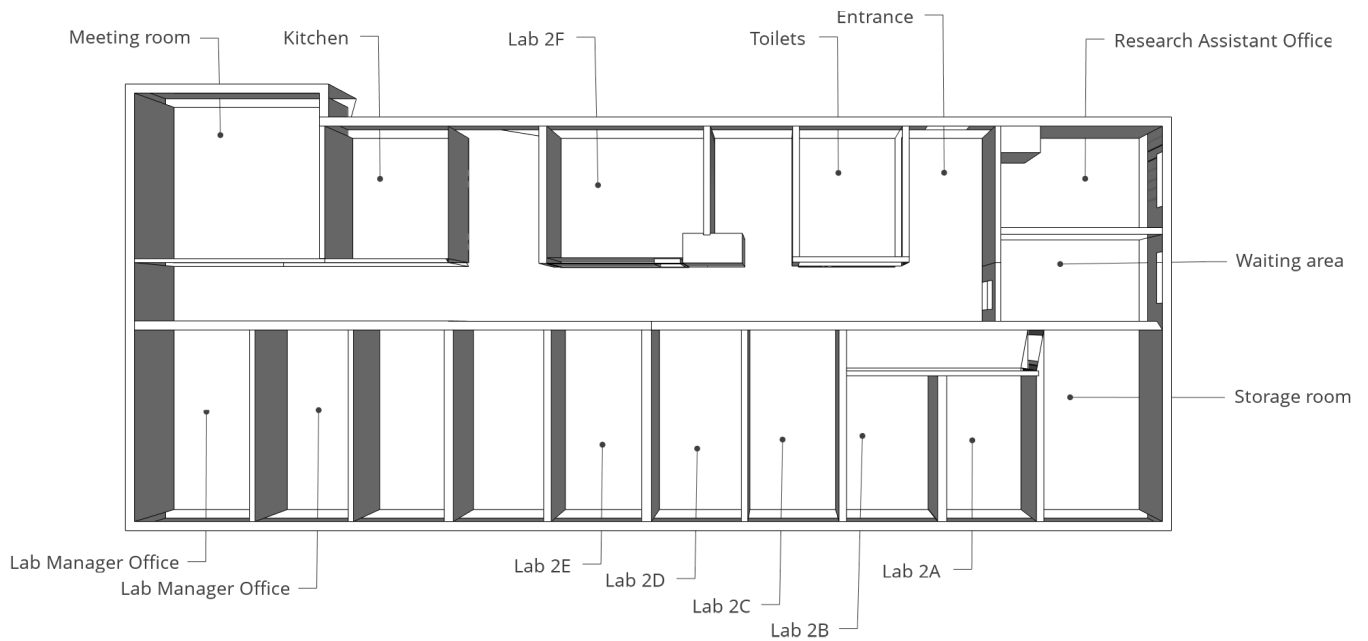 Entrance
Meeting room
Kitchen
Lab 2F
Toilets
Research Assistant Office
Waiting area
Storage room
Lab Manager Office
Lab Manager Office
Lab 2E
Lab 2D
Lab 2C
Lab 2B
Lab 2A